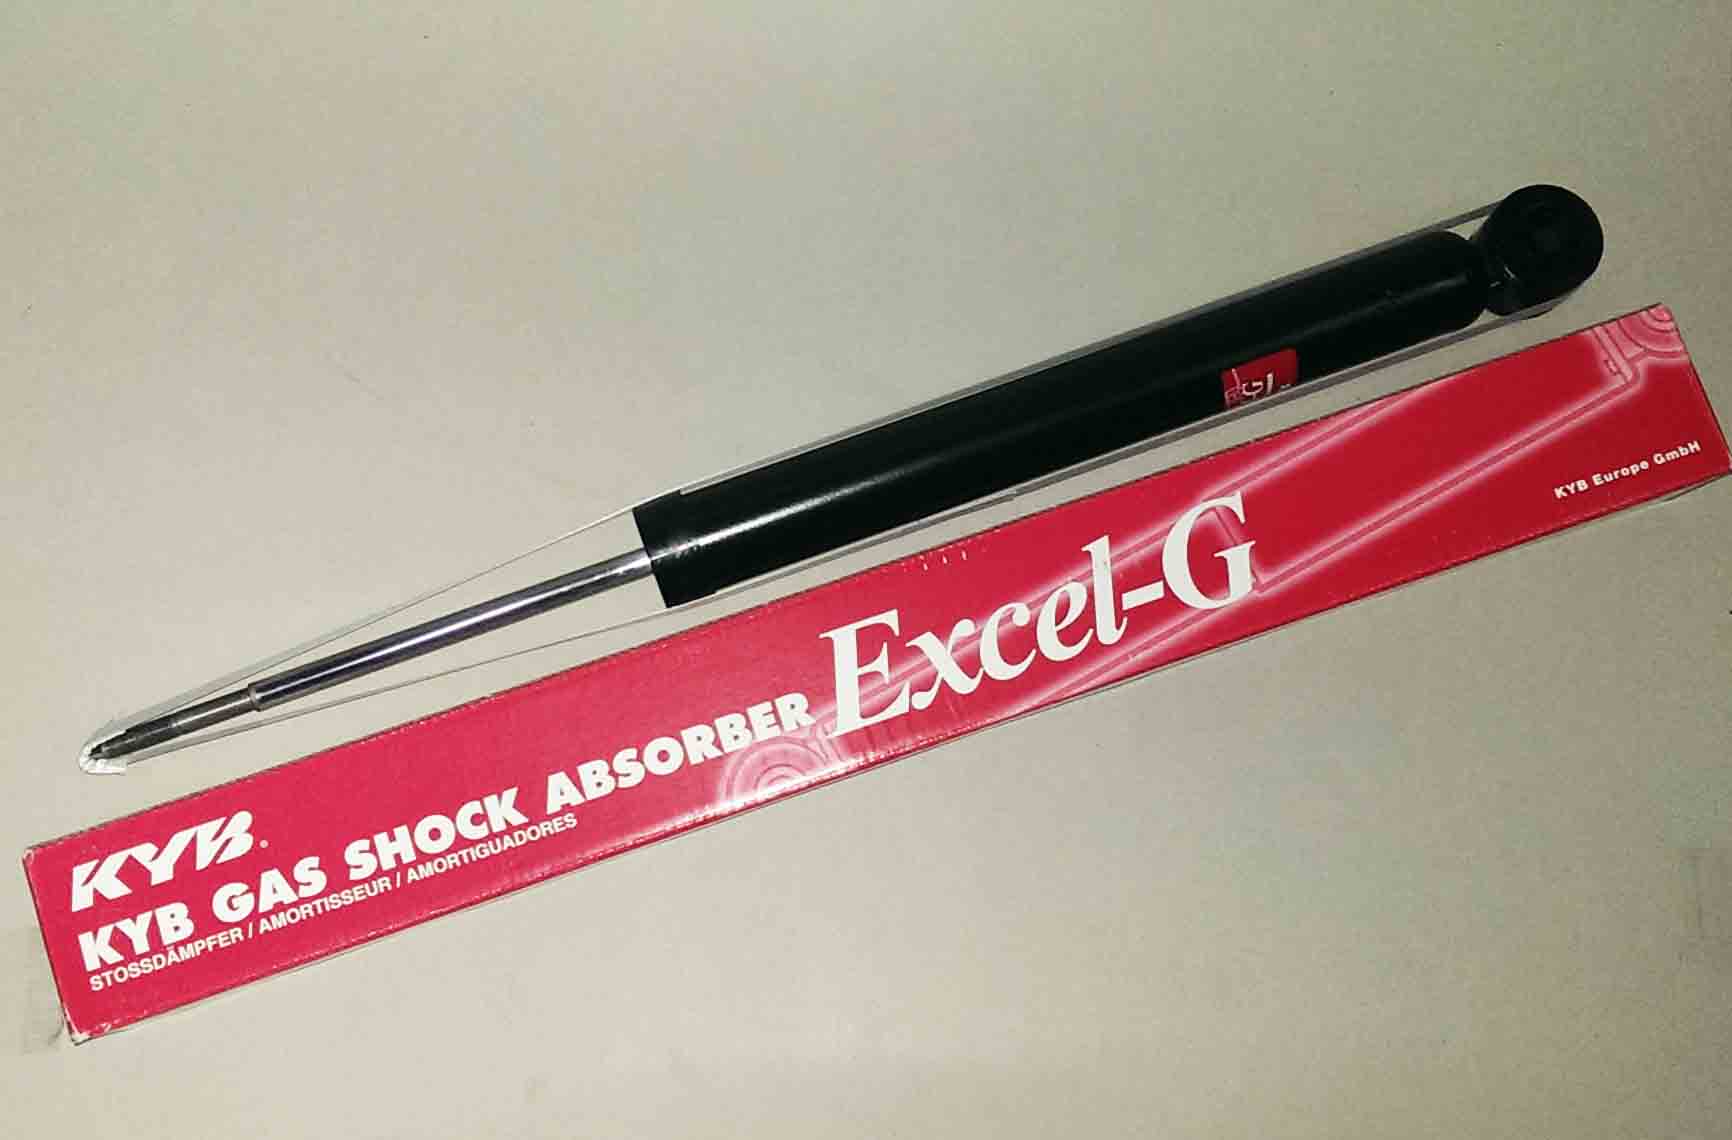 KYB®
KYB GAS SHOCK ABSORBER Excel-G
STOSSDÄMPFER / AMORTISSEUR / AMORTIGUADORES
KYB Europe GmbH
G